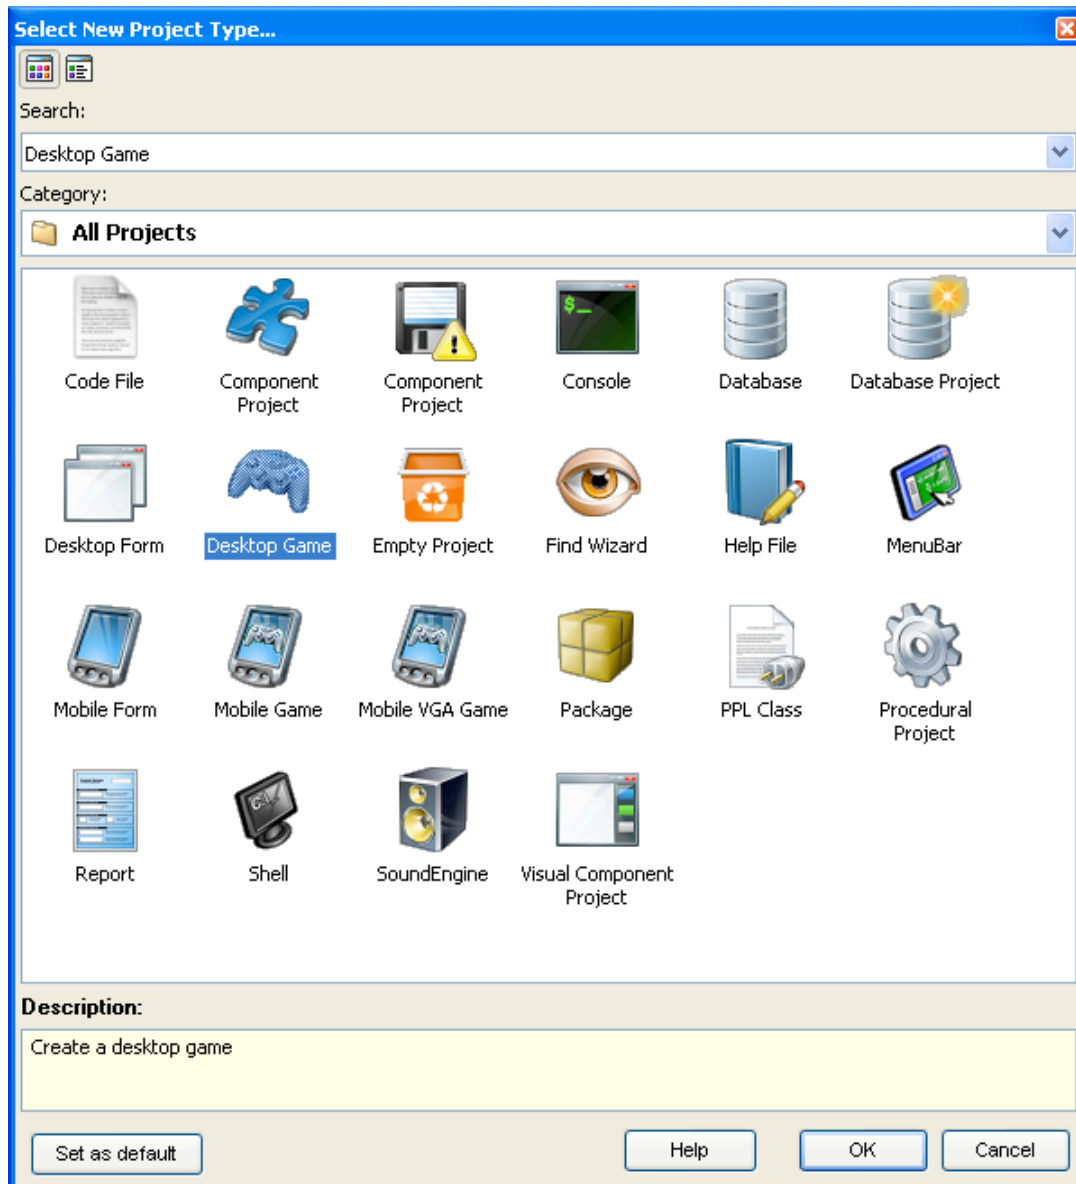 Select New Project Type...
Search:
Desktop Game
Category:
All Projects
Code File
Component
Project
Component
Project
Console
Database
Database Project
Desktop Form
Desktop Game
Empty Project
Find Wizard
Help File
MenuBar
Mobile Form
Mobile Game
Mobile VGA Game
Package
PPL Class
Procedural
Project
Report
Shell
SoundEngine
Visual Component
Project
Description:
Create a desktop game
Set as default
Help
OK
Cancel